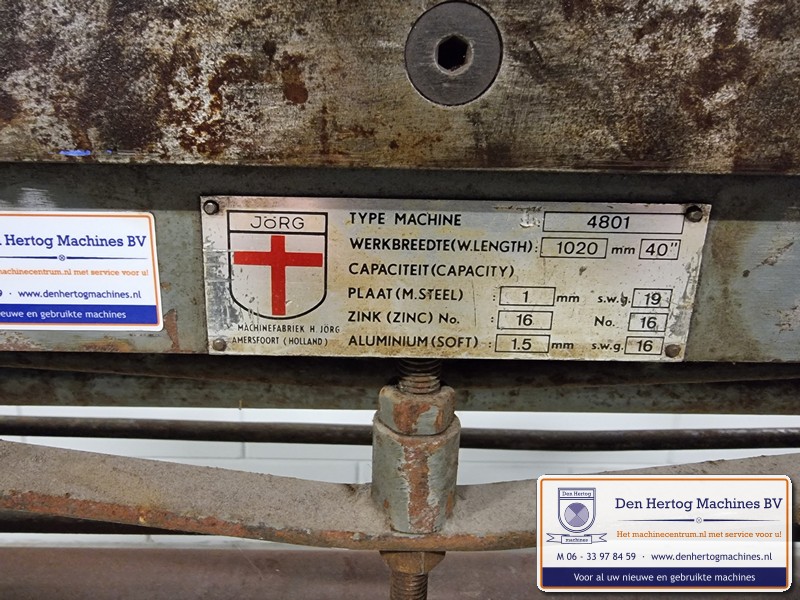 JÖRG
MACHINEFABRIEK H. JÖRG
AMERSFOORT (HOLLAND)
TYPE MACHINE 4801
WERKBREEDTE(W.LENGTH): 1020 mm 40"
CAPACITEIT(CAPACITY)
PLAAT(M.STEEL) : 1 mm s.w.g. 19
ZINK (ZINC) No. : 16 No. 16
ALUMINIUM(SOFT) : 1.5 mm s.w.g. 16
n Hertog Machines BV
machinecentrum.nl met service voor u!
9 · www.denhertogmachines.nl
nieuwe en gebruikte machines
Den Hertog
machines
Den Hertog Machines BV
Het machinecentrum.nl met service voor u!
M 06 - 33 97 84 59 · www.denhertogmachines.nl
Voor al uw nieuwe en gebruikte machines